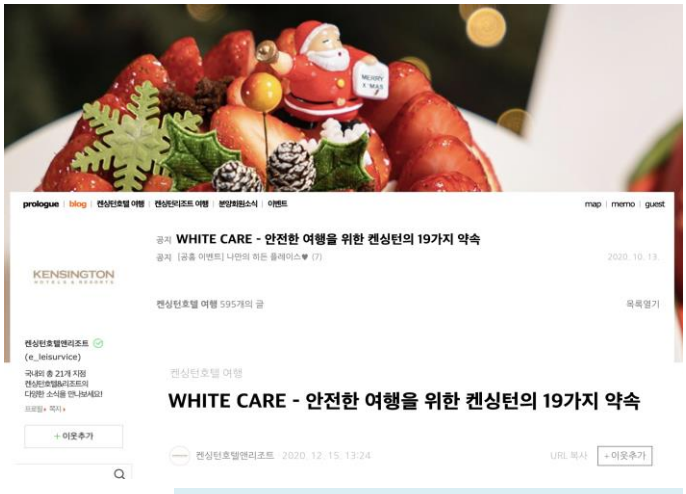 MERRY
X-MAS
prologue | blog | 켄싱턴호텔 여행 | 켄싱턴리조트 여행 | 분양회원소식 | 이벤트
map | memo | guest
공지 WHITE CARE - 안전한 여행을 위한 켄싱턴의 19가지 약속
공지 [공홈 이벤트] 나만의 히든 플레이스♥ (7)
2020. 10. 13.
KENSINGTON
HOTELS & RESORTS
켄싱턴호텔 여행 595개의 글
목록열기
켄싱턴호텔앤리조트
(e_leisurvice)
국내외 총 21개 지점
켄싱턴호텔&리조트의
다양한 소식을 만나보세요!
프로필▸ 쪽지▸
+ 이웃추가
켄싱턴호텔 여행
WHITE CARE - 안전한 여행을 위한 켄싱턴의 19가지 약속
켄싱턴호텔앤리조트 2020. 12. 15. 13:24
URL 복사
+이웃추가